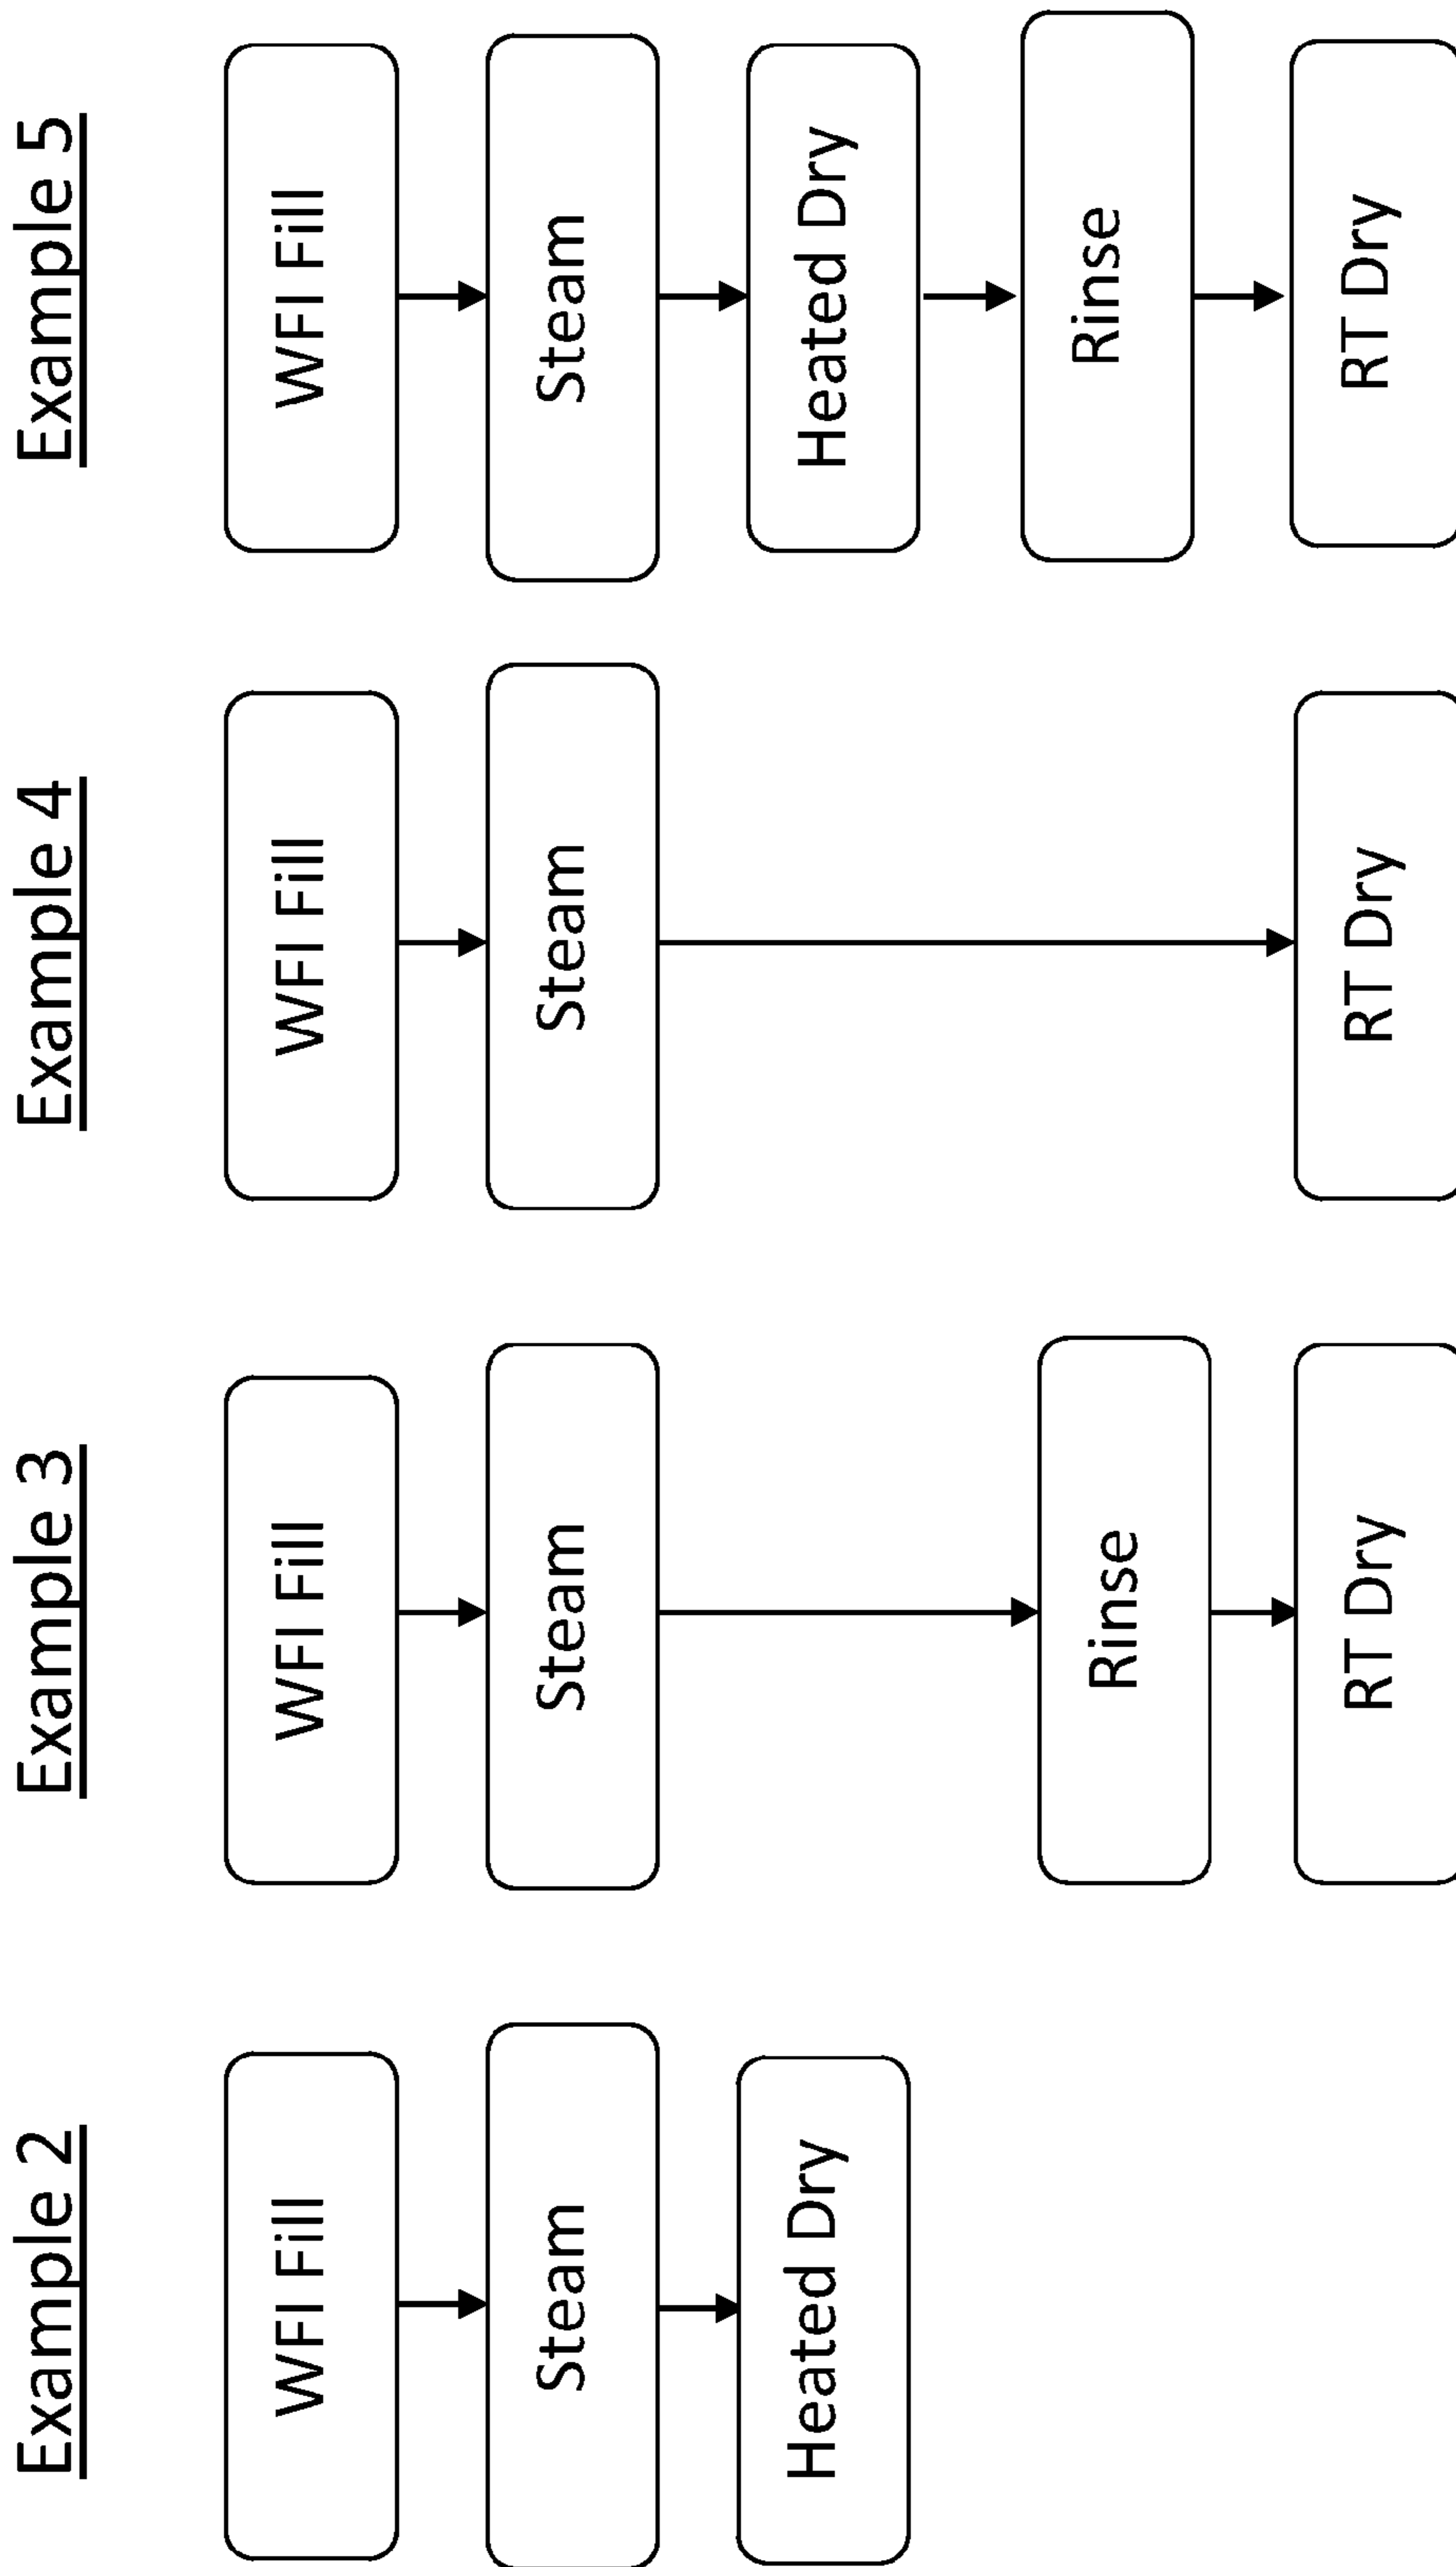 Example 2
WFI Fill
Steam
Heated Dry
Example 3
WFI Fill
Steam
Rinse
RT Dry
Example 4
WFI Fill
Steam
RT Dry
Example 5
WFI Fill
Steam
Heated Dry
Rinse
RT Dry